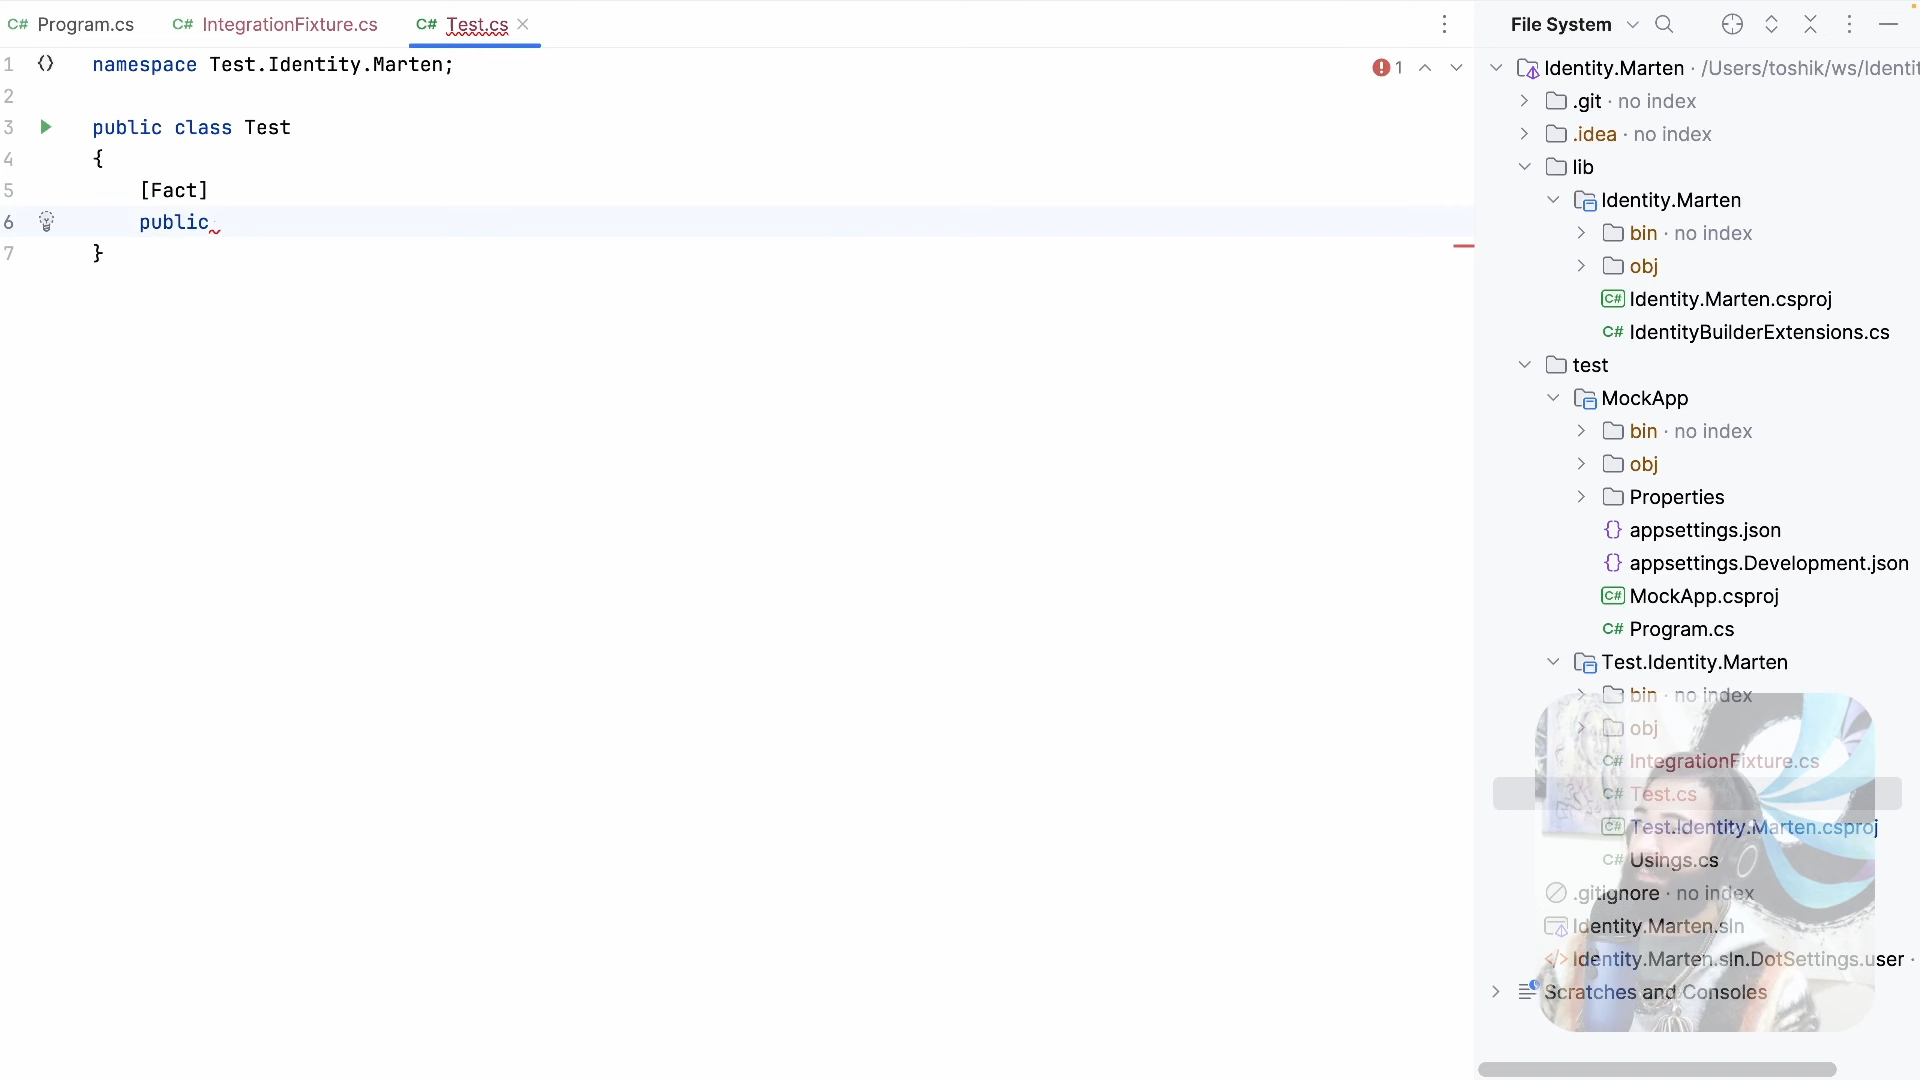 C# Program.cs
C# IntegrationFixture.cs
C# Test.cs
File System
1 namespace Test.Identity.Marten;
2
3 public class Test
4 {
5 [Fact]
6 public
7 }
1
Identity.Marten · /Users/toshik/ws/Identit
.git · no index
.idea · no index
lib
Identity.Marten
bin · no index
obj
C# Identity.Marten.csproj
C# IdentityBuilderExtensions.cs
test
MockApp
bin · no index
obj
Properties
{} appsettings.json
{} appsettings.Development.json
C# MockApp.csproj
C# Program.cs
Test.Identity.Marten
bin · no index
obj
C# IntegrationFixture.cs
C# Test.cs
C# Test.Identity.Marten.csproj
C# Usings.cs
.gitignore · no index
Identity.Marten.sln
</> Identity.Marten.sln.DotSettings.user ·
Scratches and Consoles